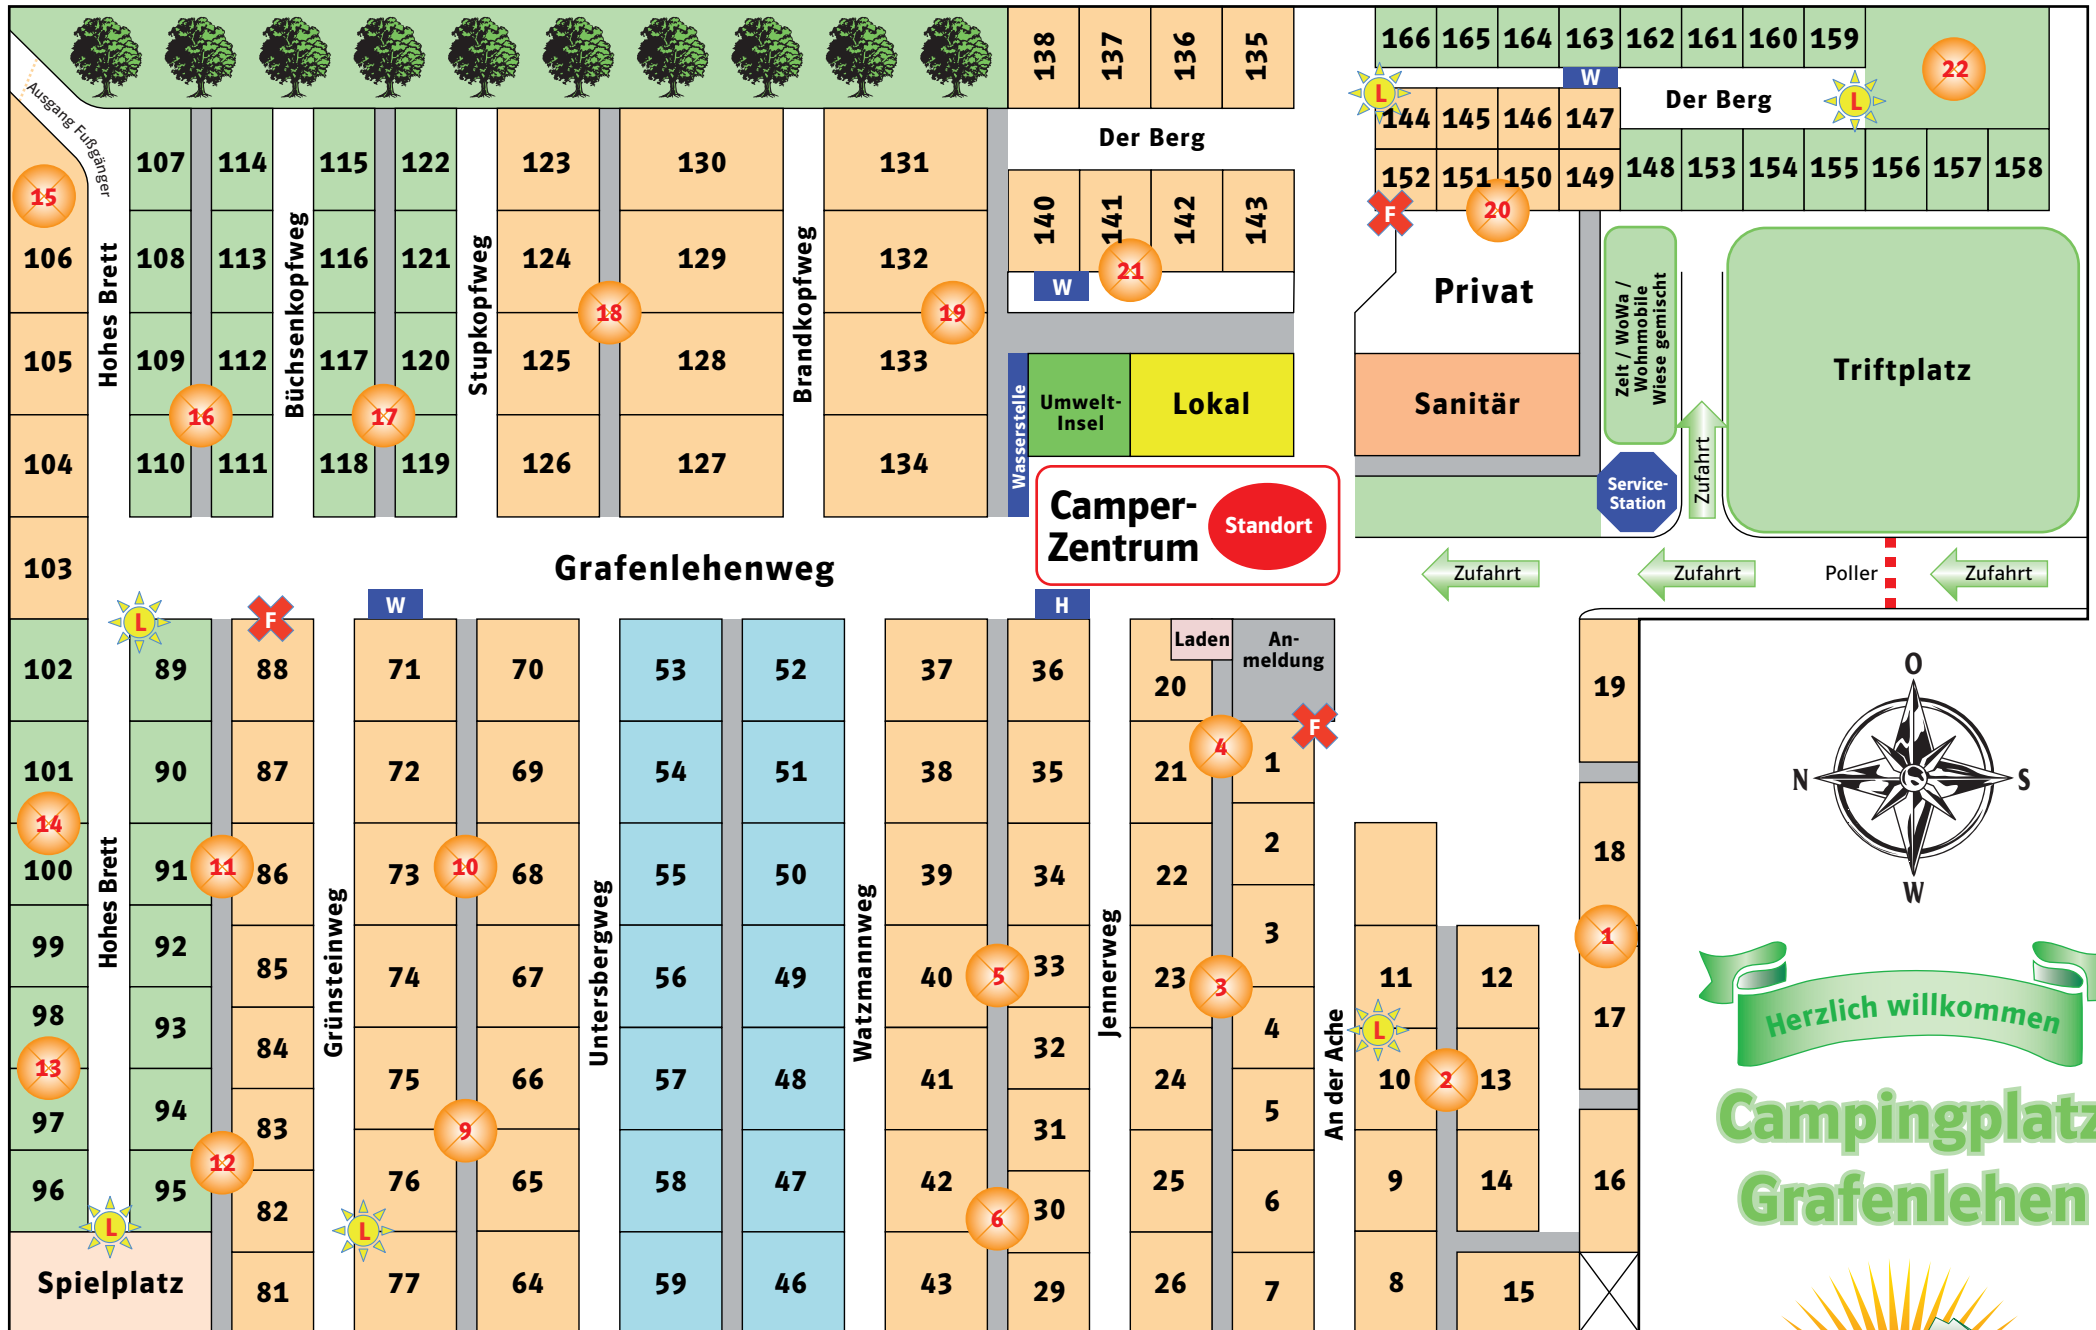 138 137 136 135
166 165 164 163 162 161 160 159
22
W
L
L
Der Berg
144 145 146 147
Ausgang Fußgänger
Der Berg
107 114 115 122 123 130 131
152 151 150 149 148 153 154 155 156 157 158
15
F
20
140 141 142 143
106
Hohes Brett
108 113
Büchsenkopfweg
116 121
Stupkopfweg
124 129
Brandkopfweg
132
21
W
Privat
Zelt / WoWa /
Wohnmobile
Wiese gemischt
Triftplatz
18
19
105
109 112 117 120 125 128 133
16
17
Wasserstelle
Umwelt-
Insel
Lokal
Sanitär
104
110 111 118 119 126 127 134
Zufahrt
Service-
Station
Camper-
Zentrum
Standort
103
Grafenlehenweg
Zufahrt
Zufahrt
Poller
Zufahrt
L
F
W
H
Laden
An-
meldung
102 89 88 71 70 53 52 37 36 20 19
O
F
4
101 90 87 72 69 54 51 38 35 21 1
N
S
14
2
11
10
100 91 86 73 68 55 50 39 34 22 18
W
Hohes Brett
Grünsteinweg
Untersbergweg
Watzmannweg
Jennerweg
An der Ache
3
1
99 92 85 74 67 56 49 40 33 23 11 12
5
3
98 93 84 32 4 17
L
Herzlich willkommen
13
75 66 57 48 41 24 10 13
2
97 94 83 31 5
9
Campingplatz
12
96 95 82 76 65 58 47 42 30 25 6 9 14 16
6
L
L
Grafenlehen
Spielplatz
81 77 64 59 46 43 29 26 7 8 15